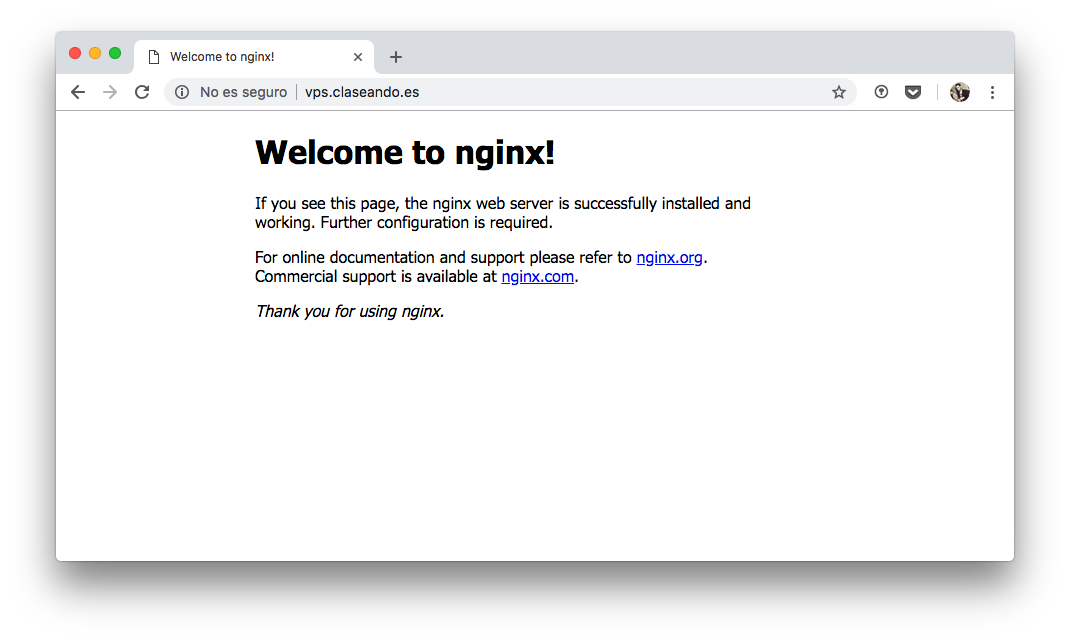 Welcome to nginx!
No es seguro | vps.claseando.es
Welcome to nginx!
If you see this page, the nginx web server is successfully installed and
working. Further configuration is required.
For online documentation and support please refer to nginx.org.
Commercial support is available at nginx.com.
Thank you for using nginx.